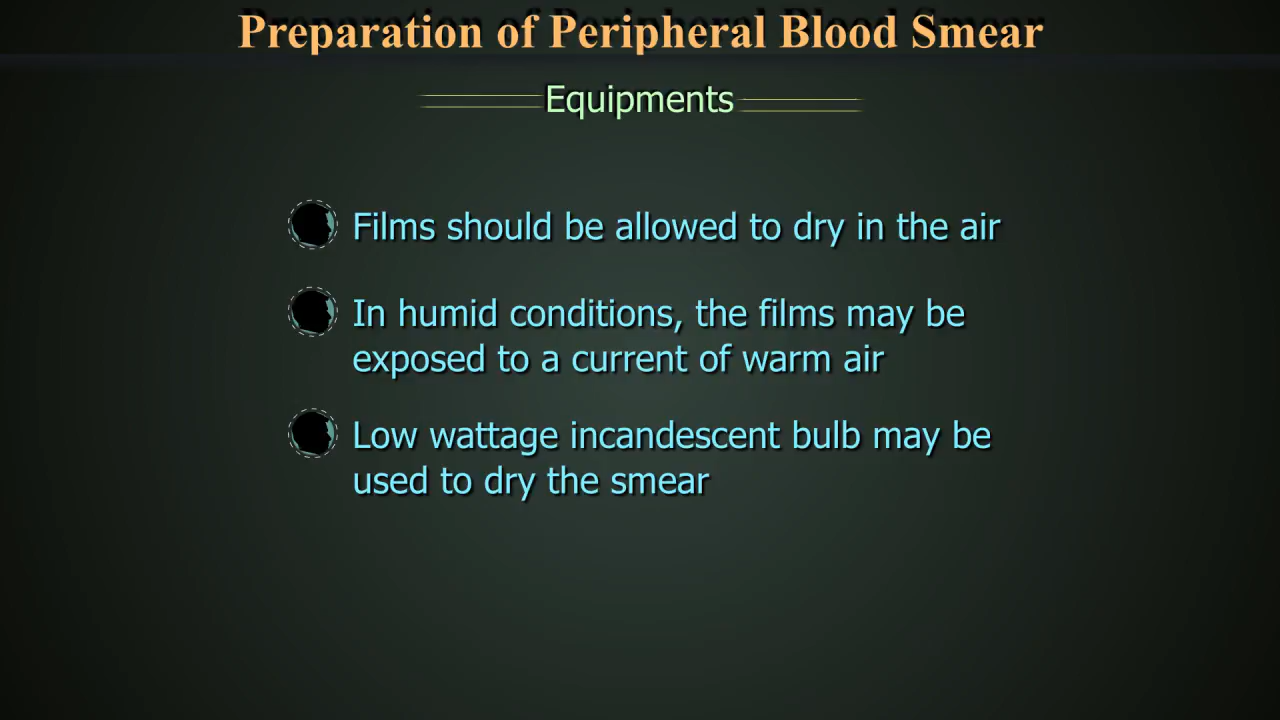 Preparation of Peripheral Blood Smear
Equipments
Films should be allowed to dry in the air
In humid conditions, the films may be
exposed to a current of warm air
Low wattage incandescent bulb may be
used to dry the smear